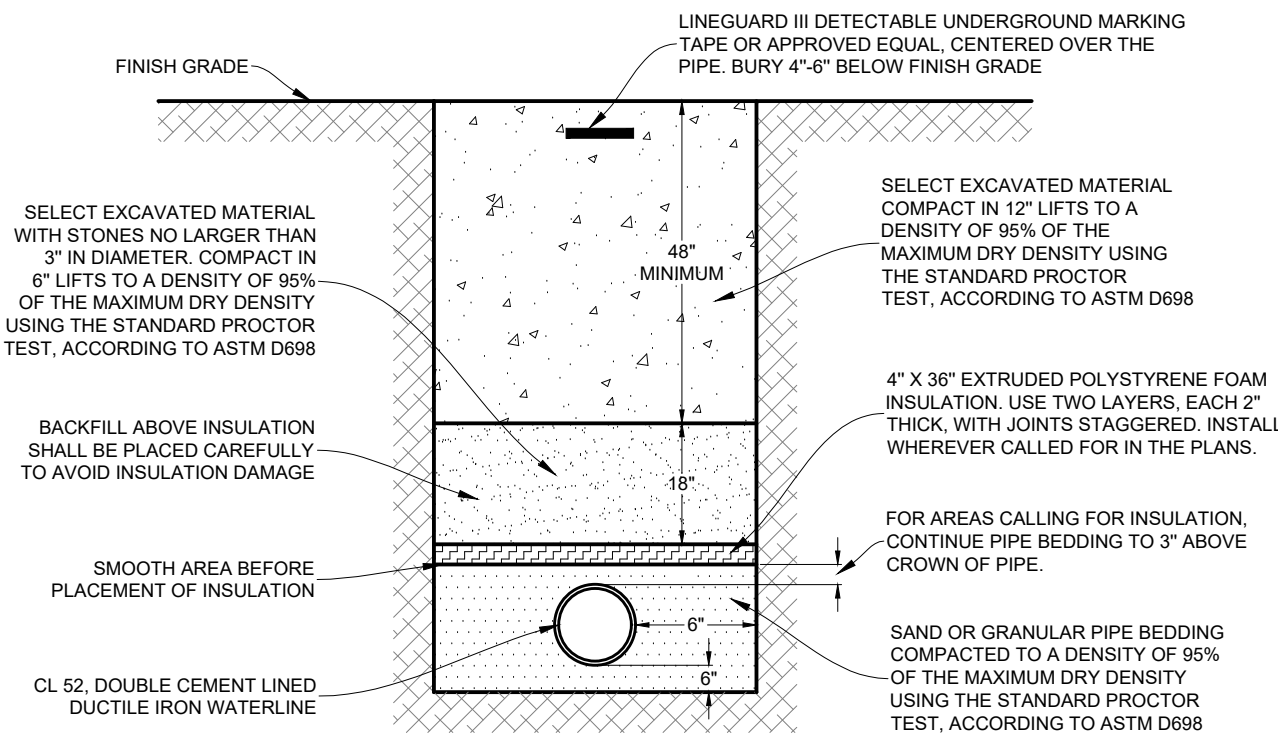 LINEGUARD III DETECTABLE UNDERGROUND MARKING
TAPE OR APPROVED EQUAL, CENTERED OVER THE
PIPE. BURY 4"-6" BELOW FINISH GRADE
FINISH GRADE
SELECT EXCAVATED MATERIAL
WITH STONES NO LARGER THAN
3" IN DIAMETER. COMPACT IN
6" LIFTS TO A DENSITY OF 95%
OF THE MAXIMUM DRY DENSITY
USING THE STANDARD PROCTOR
TEST, ACCORDING TO ASTM D698
BACKFILL ABOVE INSULATION
SHALL BE PLACED CAREFULLY
TO AVOID INSULATION DAMAGE
SMOOTH AREA BEFORE
PLACEMENT OF INSULATION
CL 52, DOUBLE CEMENT LINED
DUCTILE IRON WATERLINE
48"
MINIMUM
18"
6"
6"
SELECT EXCAVATED MATERIAL
COMPACT IN 12" LIFTS TO A
DENSITY OF 95% OF THE
MAXIMUM DRY DENSITY USING
THE STANDARD PROCTOR
TEST, ACCORDING TO ASTM D698
4" X 36" EXTRUDED POLYSTYRENE FOAM
INSULATION. USE TWO LAYERS, EACH 2"
THICK, WITH JOINTS STAGGERED. INSTALL
WHEREVER CALLED FOR IN THE PLANS.
FOR AREAS CALLING FOR INSULATION,
CONTINUE PIPE BEDDING TO 3" ABOVE
CROWN OF PIPE.
SAND OR GRANULAR PIPE BEDDING
COMPACTED TO A DENSITY OF 95%
OF THE MAXIMUM DRY DENSITY
USING THE STANDARD PROCTOR
TEST, ACCORDING TO ASTM D698